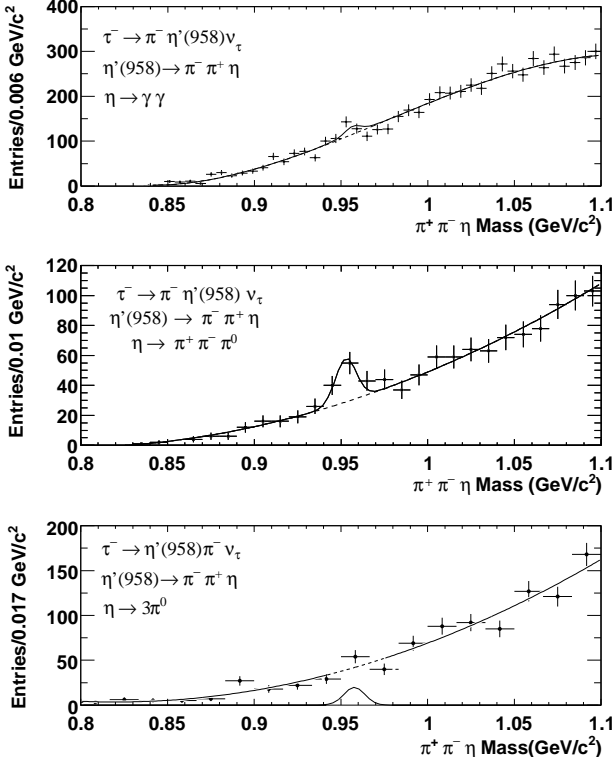 Entries/0.006 GeV/c²
400
300
200
100
0
τ⁻ → π⁻ η’(958)ν_τ
η’(958) → π⁻ π⁺ η
η → γ γ
0.8 0.85 0.9 0.95 1 1.05 1.1
π⁺ π⁻ η Mass (GeV/c²)
Entries/0.01 GeV/c²
120
100
80
60
40
20
0
τ⁻ → π⁻ η’(958) ν_τ
η’(958) → π⁻ π⁺ η
η → π⁺ π⁻ π⁰
0.8 0.85 0.9 0.95 1 1.05 1.1
π⁺ π⁻ η Mass (GeV/c²)
Entries/0.017 GeV/c²
200
150
100
50
0
τ⁻ → η’(958)π⁻ ν_τ
η’(958) → π⁻ π⁺ η
η → 3π⁰
0.8 0.85 0.9 0.95 1 1.05 1.1
π⁺ π⁻ η Mass(GeV/c²)